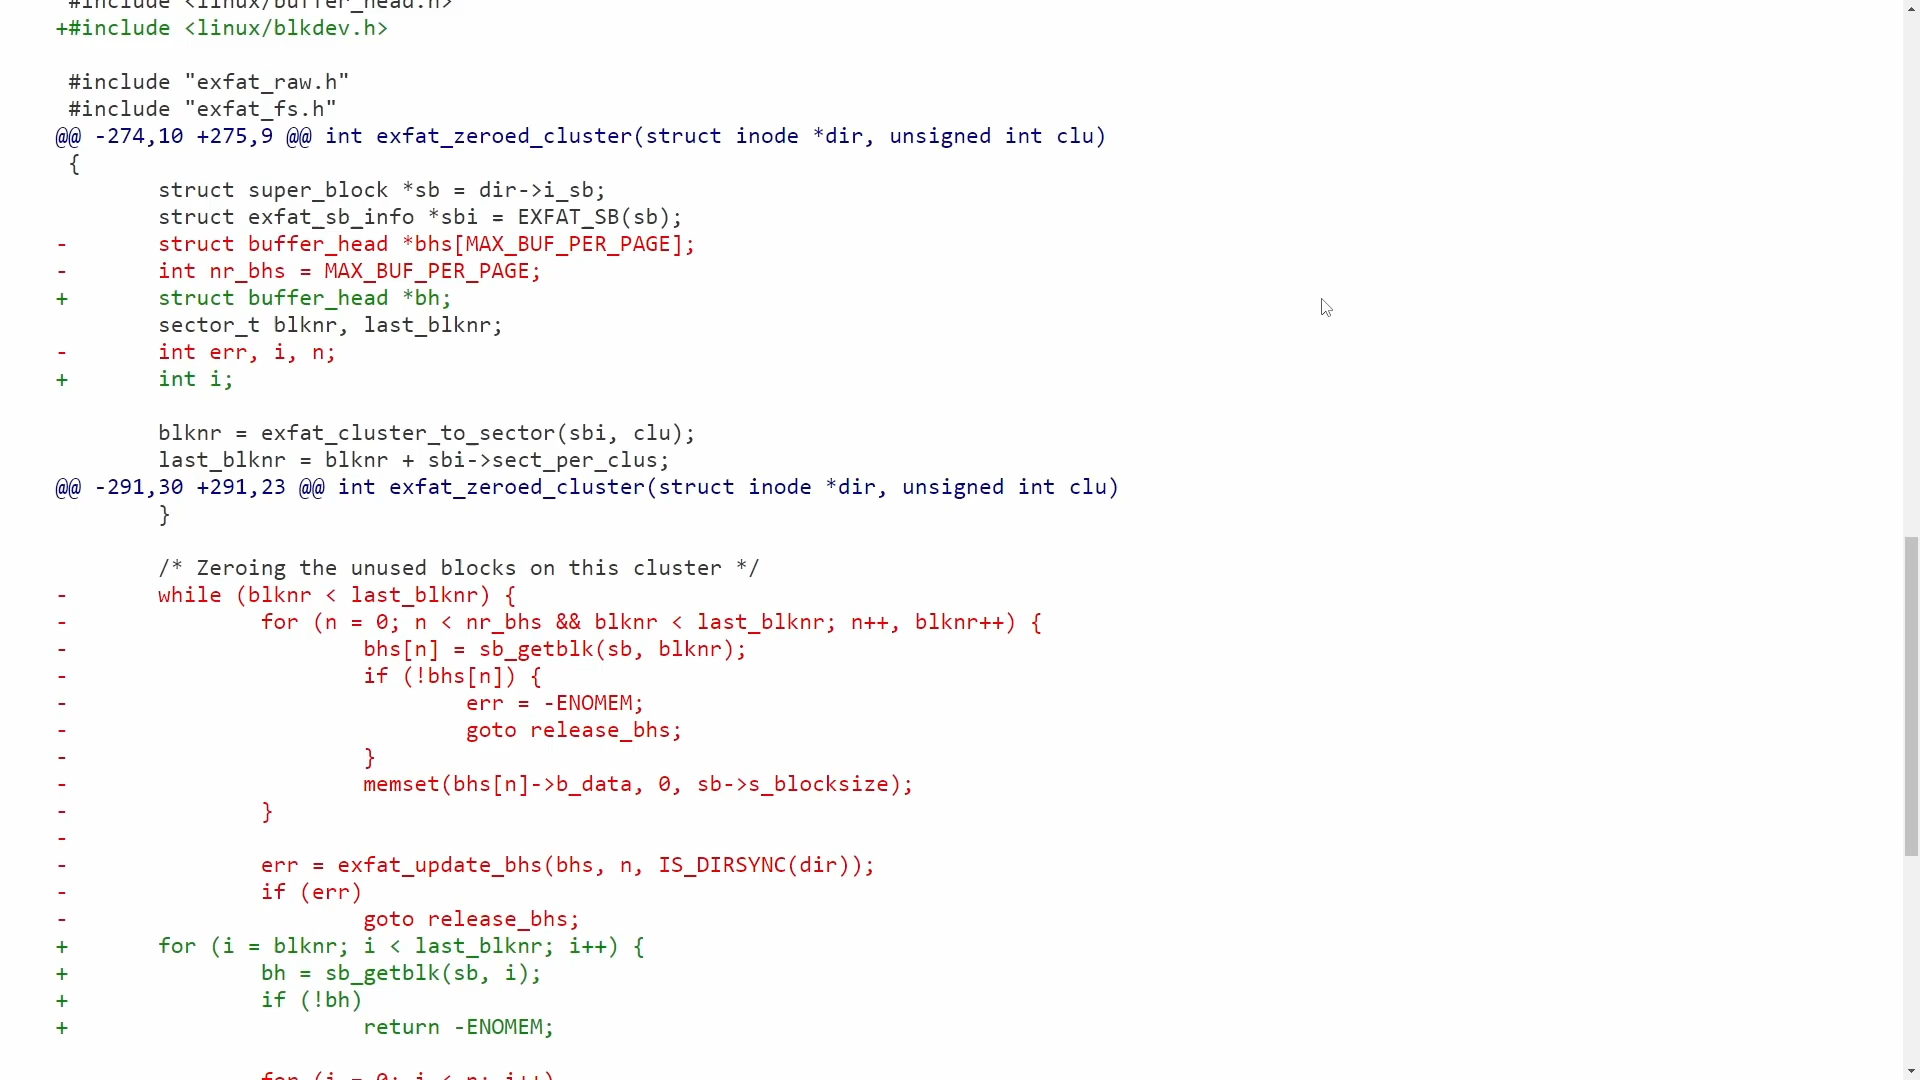 #include <linux/buffer_head.h>
+#include <linux/blkdev.h>
#include "exfat_raw.h"
#include "exfat_fs.h"
@@ -274,10 +275,9 @@ int exfat_zeroed_cluster(struct inode *dir, unsigned int clu)
{
struct super_block *sb = dir->i_sb;
struct exfat_sb_info *sbi = EXFAT_SB(sb);
- struct buffer_head *bhs[MAX_BUF_PER_PAGE];
- int nr_bhs = MAX_BUF_PER_PAGE;
+ struct buffer_head *bh;
sector_t blknr, last_blknr;
- int err, i, n;
+ int i;
blknr = exfat_cluster_to_sector(sbi, clu);
last_blknr = blknr + sbi->sect_per_clus;
@@ -291,30 +291,23 @@ int exfat_zeroed_cluster(struct inode *dir, unsigned int clu)
}
/* Zeroing the unused blocks on this cluster */
- while (blknr < last_blknr) {
- for (n = 0; n < nr_bhs && blknr < last_blknr; n++, blknr++) {
- bhs[n] = sb_getblk(sb, blknr);
- if (!bhs[n]) {
- err = -ENOMEM;
- goto release_bhs;
- }
- memset(bhs[n]->b_data, 0, sb->s_blocksize);
- }
-
- err = exfat_update_bhs(bhs, n, IS_DIRSYNC(dir));
- if (err)
- goto release_bhs;
+ for (i = blknr; i < last_blknr; i++) {
+ bh = sb_getblk(sb, i);
+ if (!bh)
+ return -ENOMEM;
for (i = 0; i < n; i++)